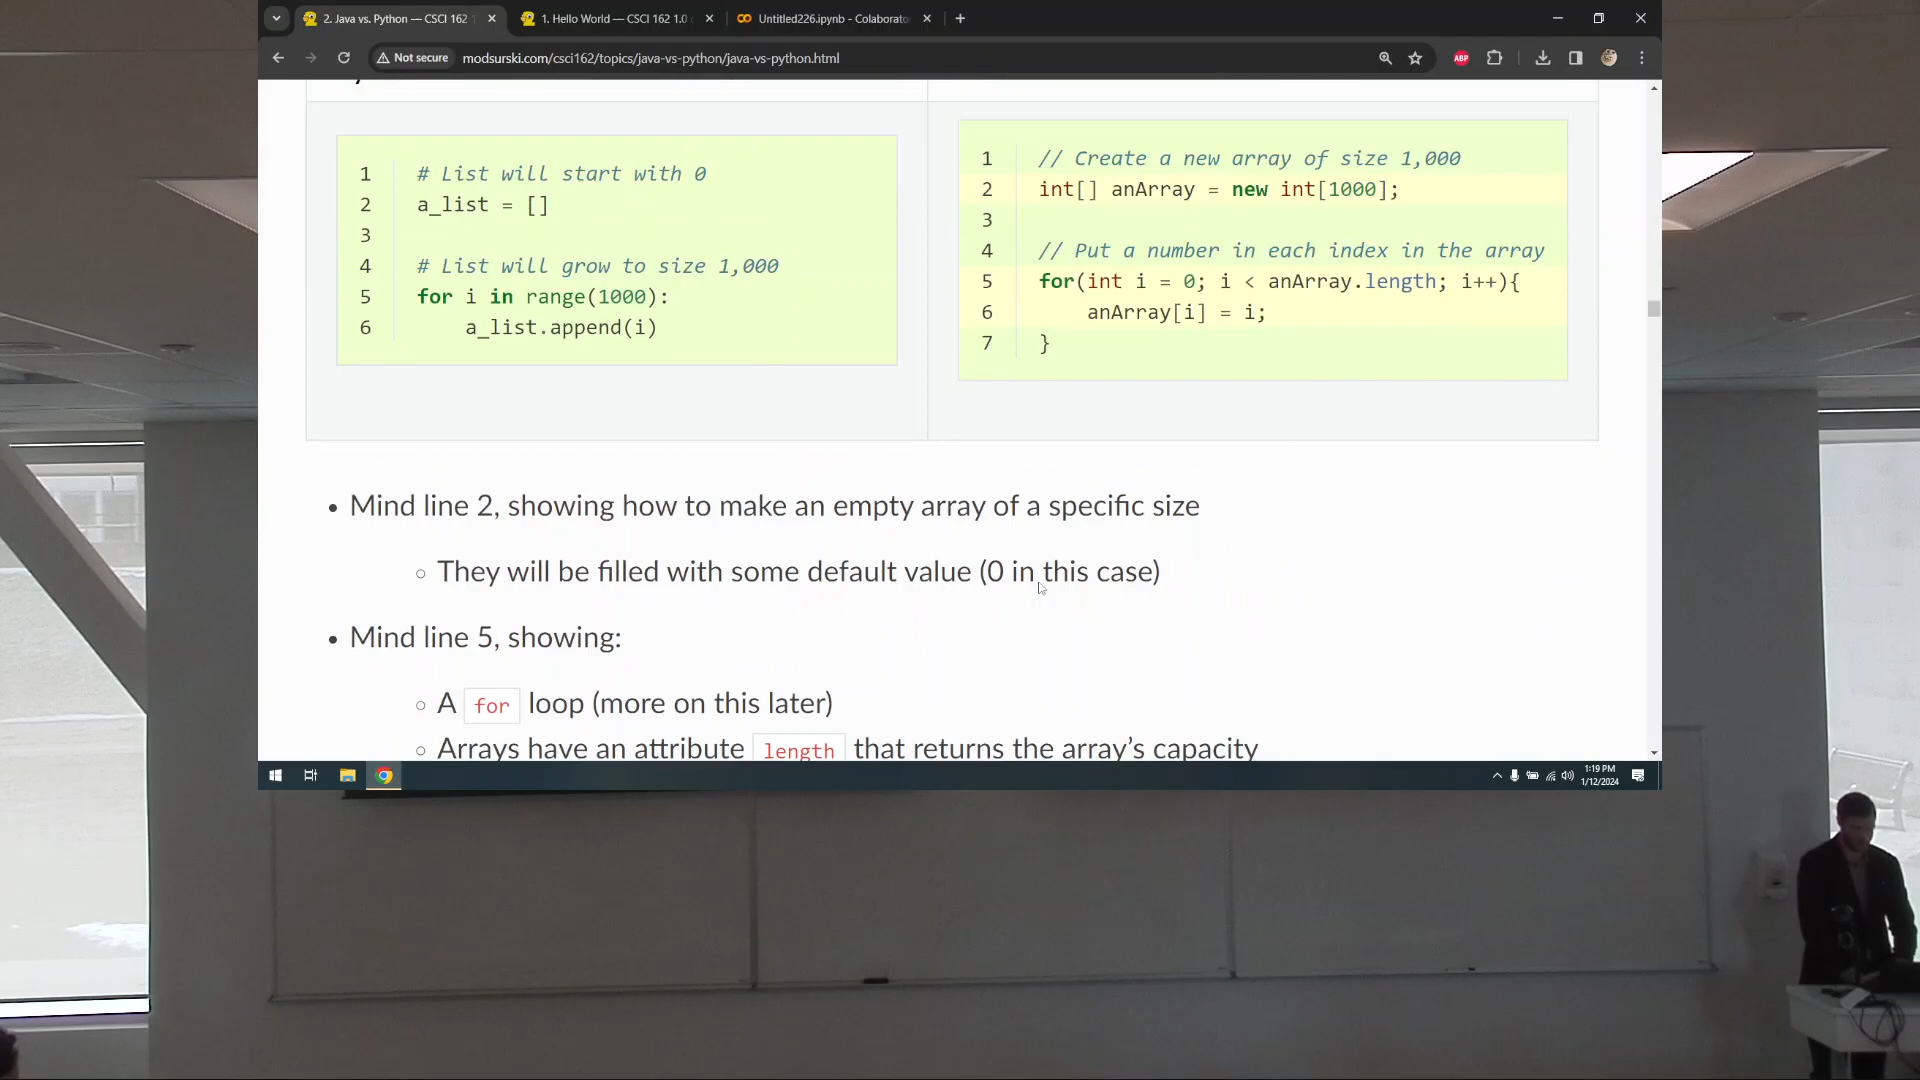 2. Java vs. Python — CSCI 162
1. Hello World — CSCI 162 1.0
Untitled226.ipynb - Colaborato
Not secure
modsurski.com/csci162/topics/java-vs-python/java-vs-python.html
ABP
1 # List will start with 0
2 a_list = []
3
4 # List will grow to size 1,000
5 for i in range(1000):
6 a_list.append(i)
1 // Create a new array of size 1,000
2 int[] anArray = new int[1000];
3
4 // Put a number in each index in the array
5 for(int i = 0; i < anArray.length; i++){
6 anArray[i] = i;
7 }
• Mind line 2, showing how to make an empty array of a specific size
◦ They will be filled with some default value (0 in this case)
• Mind line 5, showing:
◦ A for loop (more on this later)
◦ Arrays have an attribute length that returns the array’s capacity
1:19 PM
1/12/2024